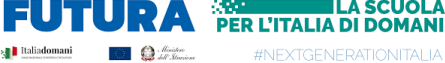 FUTURA
LA SCUOLA
PER L'ITALIA DI DOMANI
Italiadomani
Ministero
dell'Istruzione
#NEXTGENERATIONITALIA